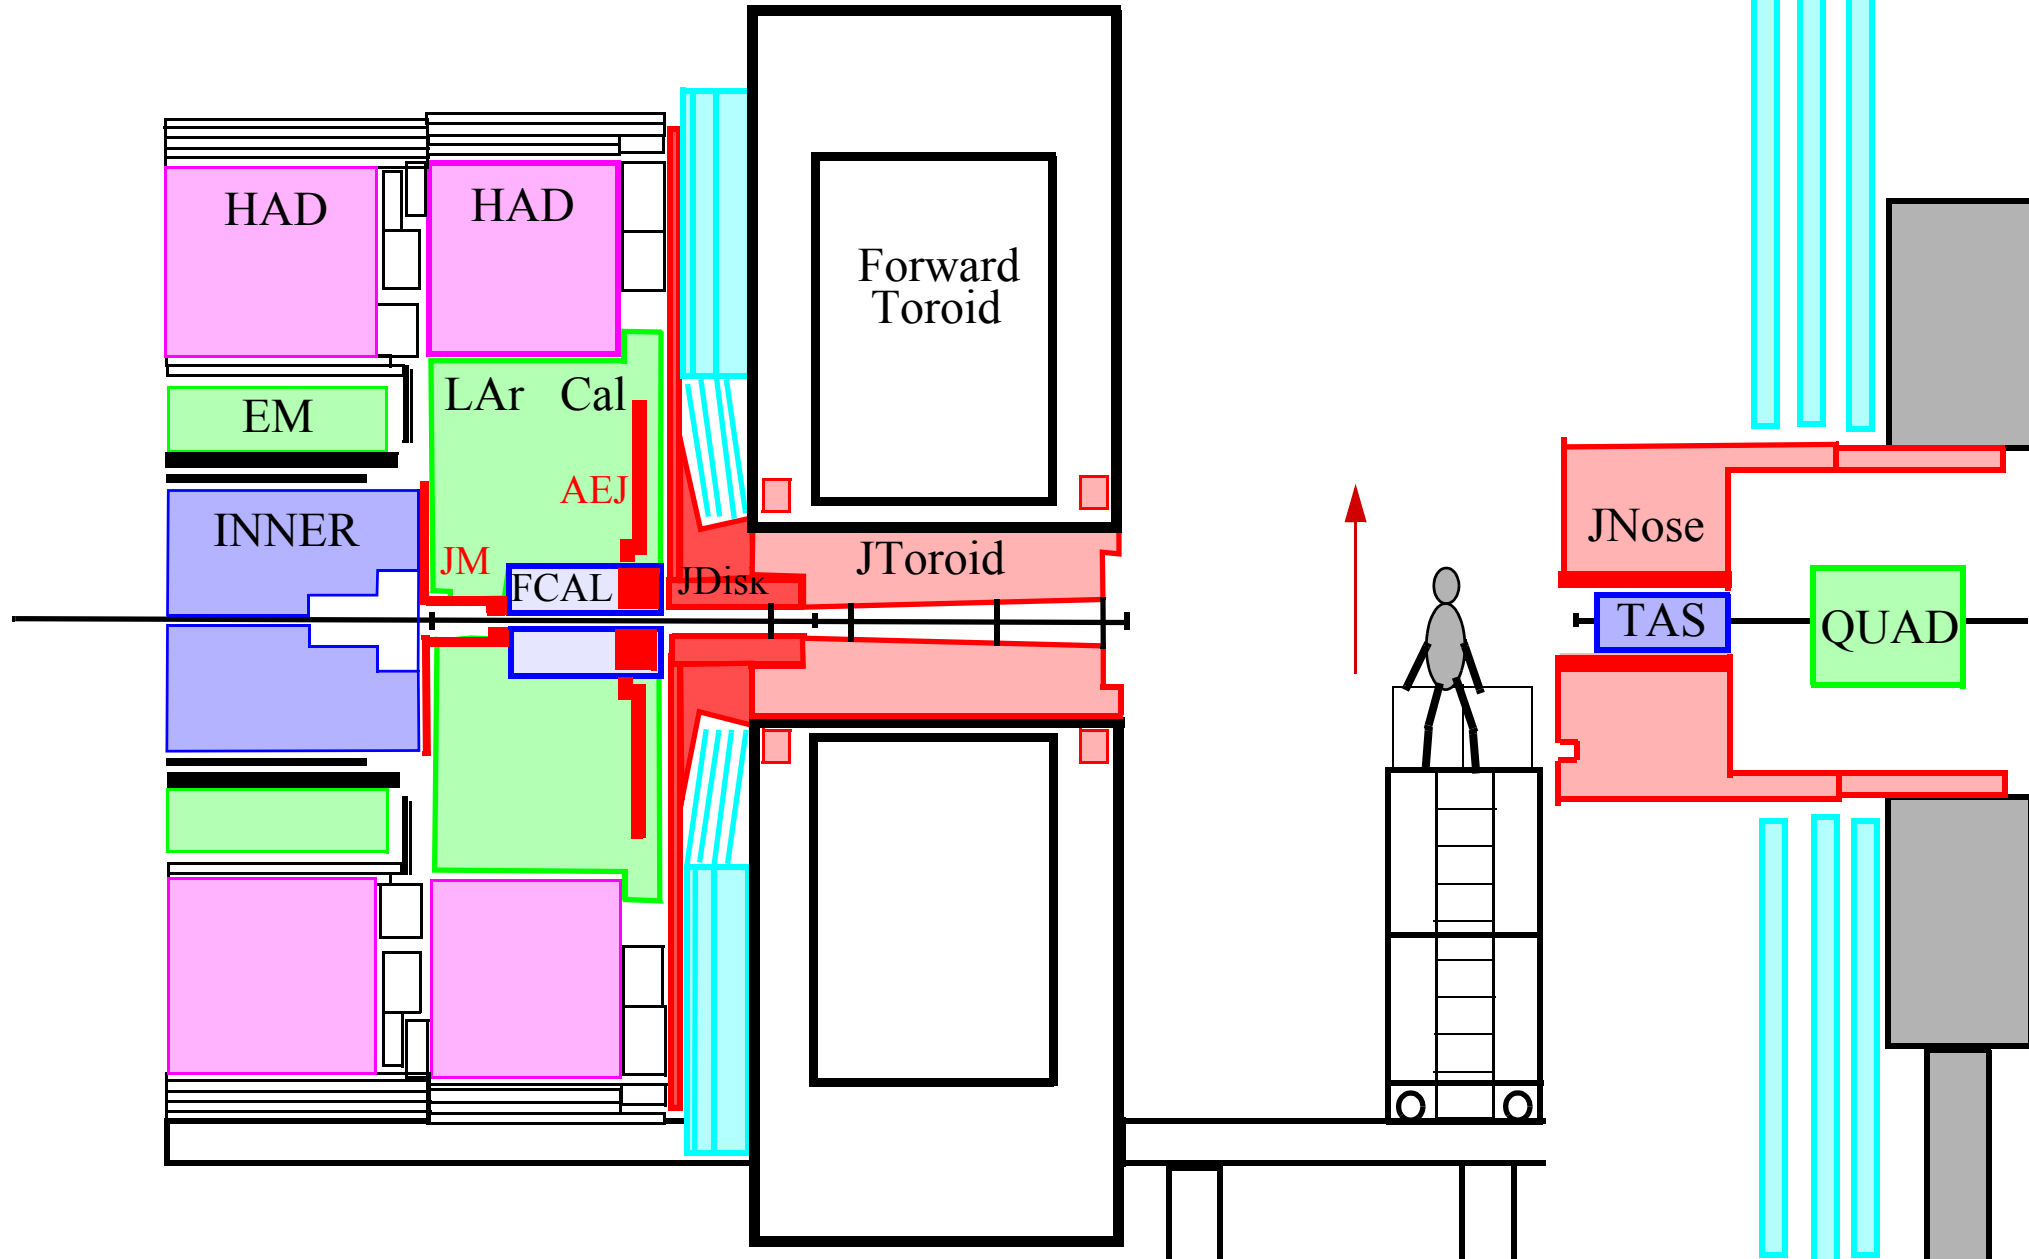 HAD
HAD
Forward
Toroid
LAr Cal
EM
AEJ
INNER
JM
FCAL
JDisk
JToroid
JNose
TAS
QUAD